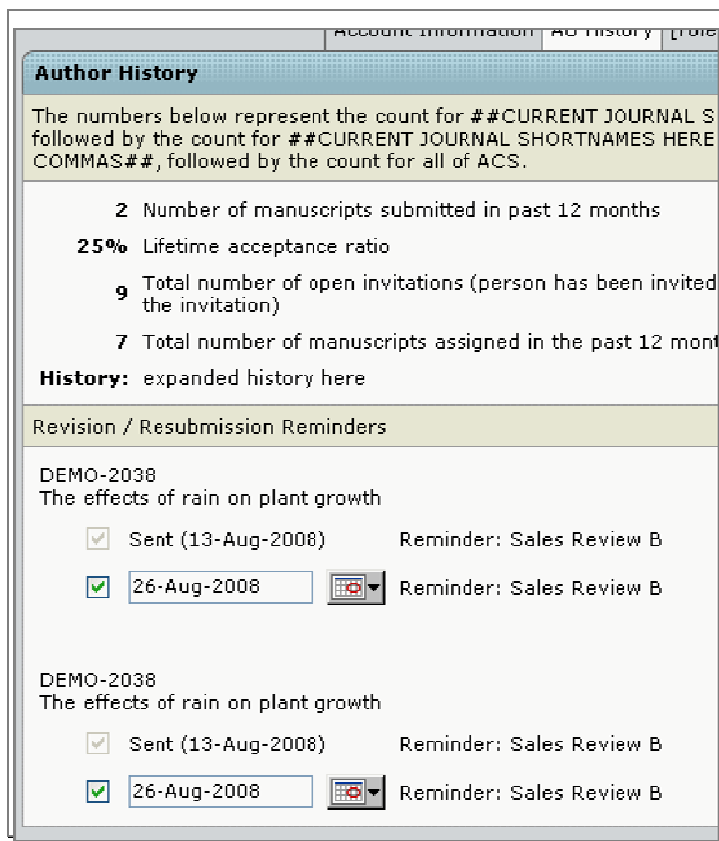 Account Information AU History [role
Author History
The numbers below represent the count for ##CURRENT JOURNAL S
followed by the count for ##CURRENT JOURNAL SHORTNAMES HERE
COMMAS##, followed by the count for all of ACS.
2 Number of manuscripts submitted in past 12 months
25% Lifetime acceptance ratio
9 Total number of open invitations (person has been invited
the invitation)
7 Total number of manuscripts assigned in the past 12 mont
History: expanded history here
Revision / Resubmission Reminders
DEMO-2038
The effects of rain on plant growth
Sent (13-Aug-2008) Reminder: Sales Review B
26-Aug-2008 Reminder: Sales Review B
DEMO-2038
The effects of rain on plant growth
Sent (13-Aug-2008) Reminder: Sales Review B
26-Aug-2008 Reminder: Sales Review B